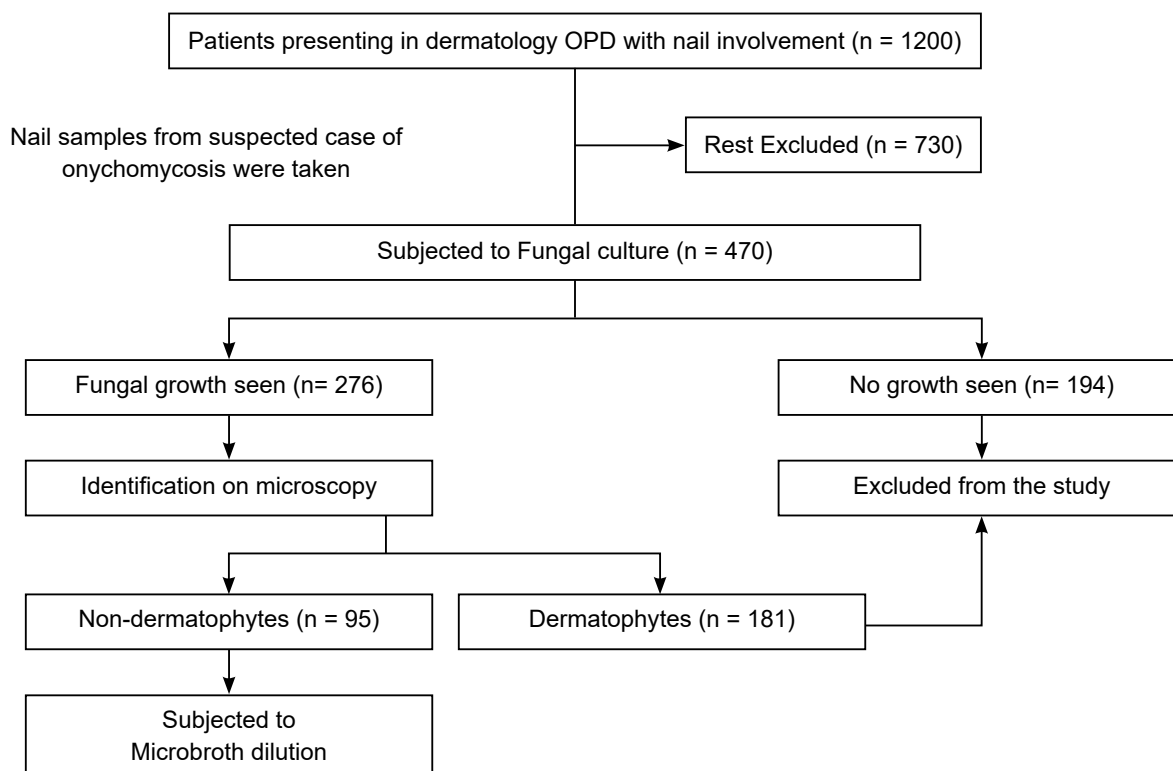 Patients presenting in dermatology OPD with nail involvement (n = 1200)
Nail samples from suspected case of
onychomycosis were taken
Rest Excluded (n = 730)
Subjected to Fungal culture (n = 470)
Fungal growth seen (n= 276)
No growth seen (n= 194)
Identification on microscopy
Excluded from the study
Non-dermatophytes (n = 95)
Dermatophytes (n = 181)
Subjected to
Microbroth dilution